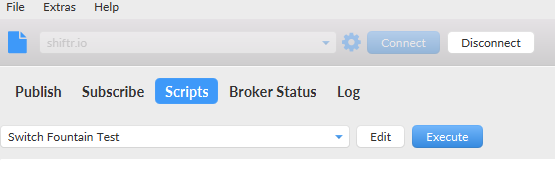 File Extras Help
shiftr.io Connect Disconnect
Publish Subscribe Scripts Broker Status Log
Switch Fountain Test Edit Execute